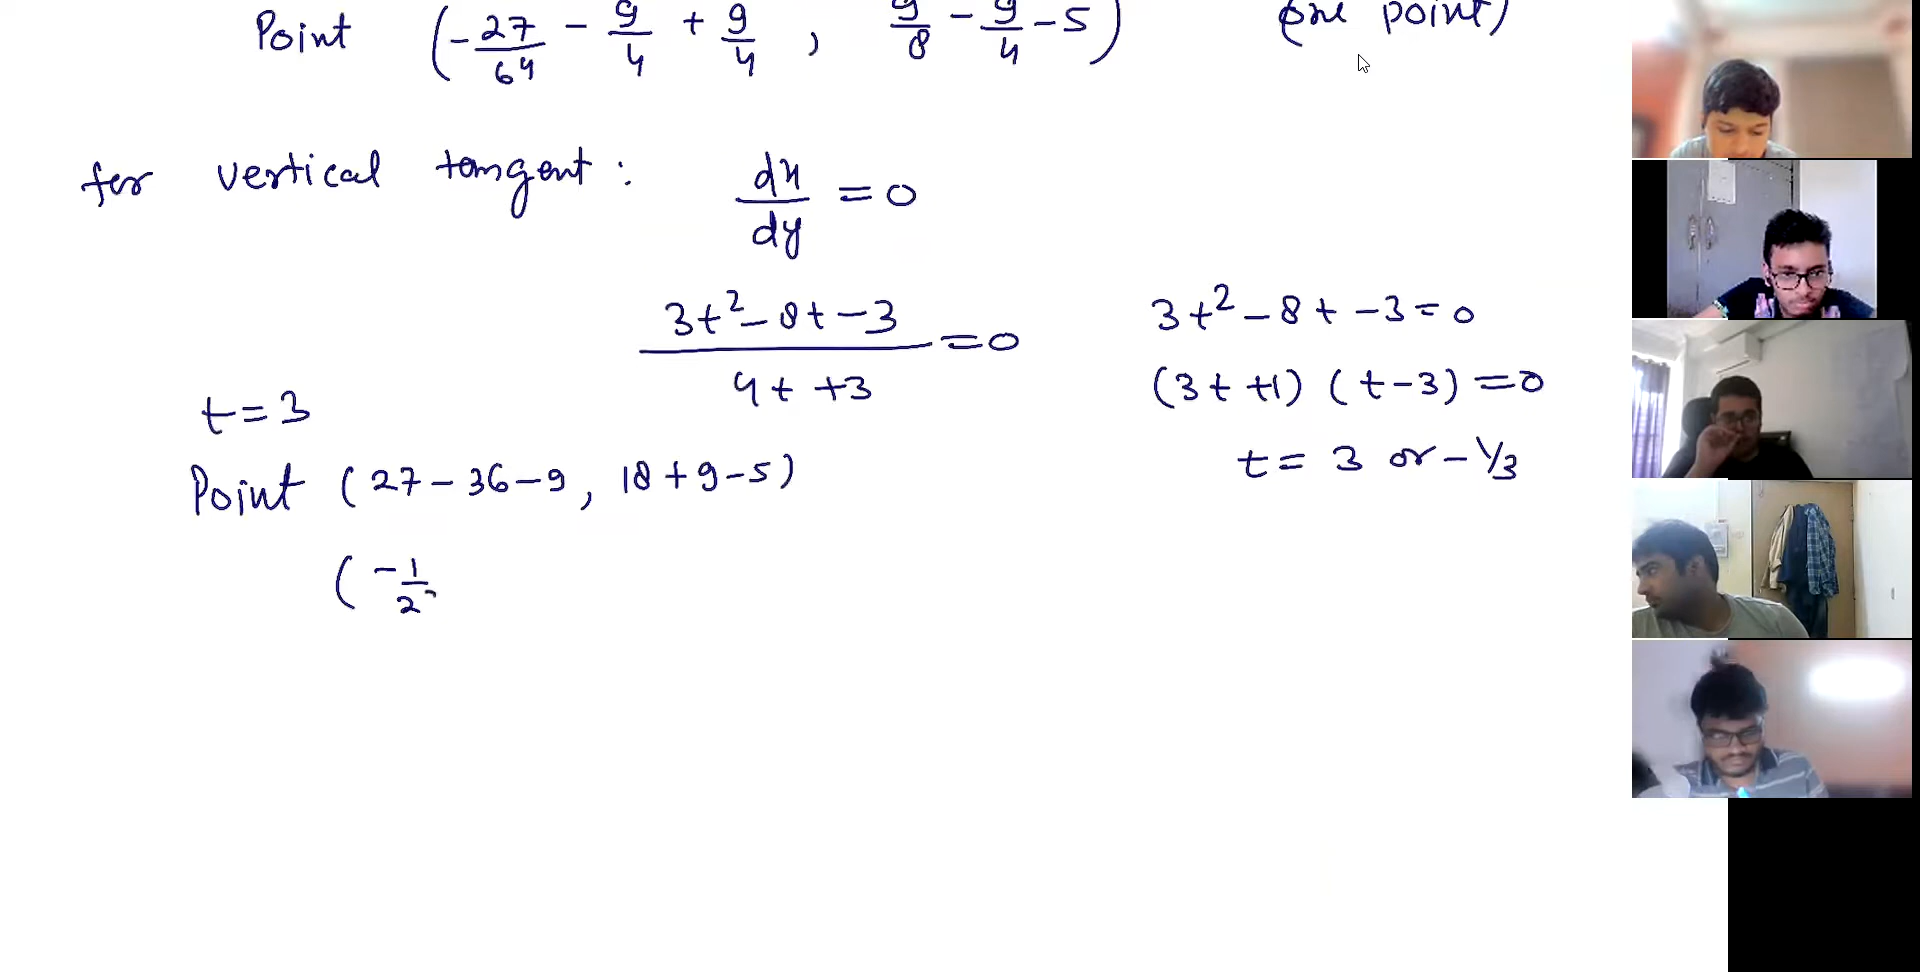 Point (-27/64 - 9/4 + 9/4 , 9/8 - 9/4 - 5) (one point)
for vertical tangent : dx/dy = 0
(3t² - 8t - 3)/(4t + 3) = 0
3t² - 8t - 3 = 0
(3t + 1) (t - 3) = 0
t = 3 or - 1/3
t = 3
Point (27 - 36 - 9, 18 + 9 - 5)
( - 1/2